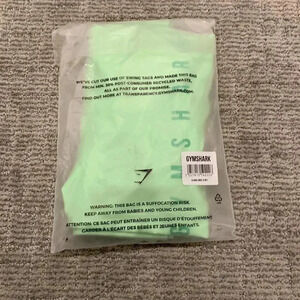 WE'VE CUT OUR USE OF SWING TAGS AND MADE THIS BAG
FROM MIN. 30% POST-CONSUMER RECYCLED WASTE,
ALL AS PART OF OUR PROMISE.
FIND OUT MORE AT TRANSPARENCY.GYMSHARK.COM
GYMSHARK
R
H
S
M
WARNING: THIS BAG IS A SUFFOCATION RISK.
KEEP AWAY FROM BABIES AND YOUNG CHILDREN.
ATTENTION: CE SAC PEUT ENTRAÎNER UN RISQUE D'ÉTOUFFEMENT.
GARDER À L'ÉCART DES BÉBÉS ET JEUNES ENFANTS.